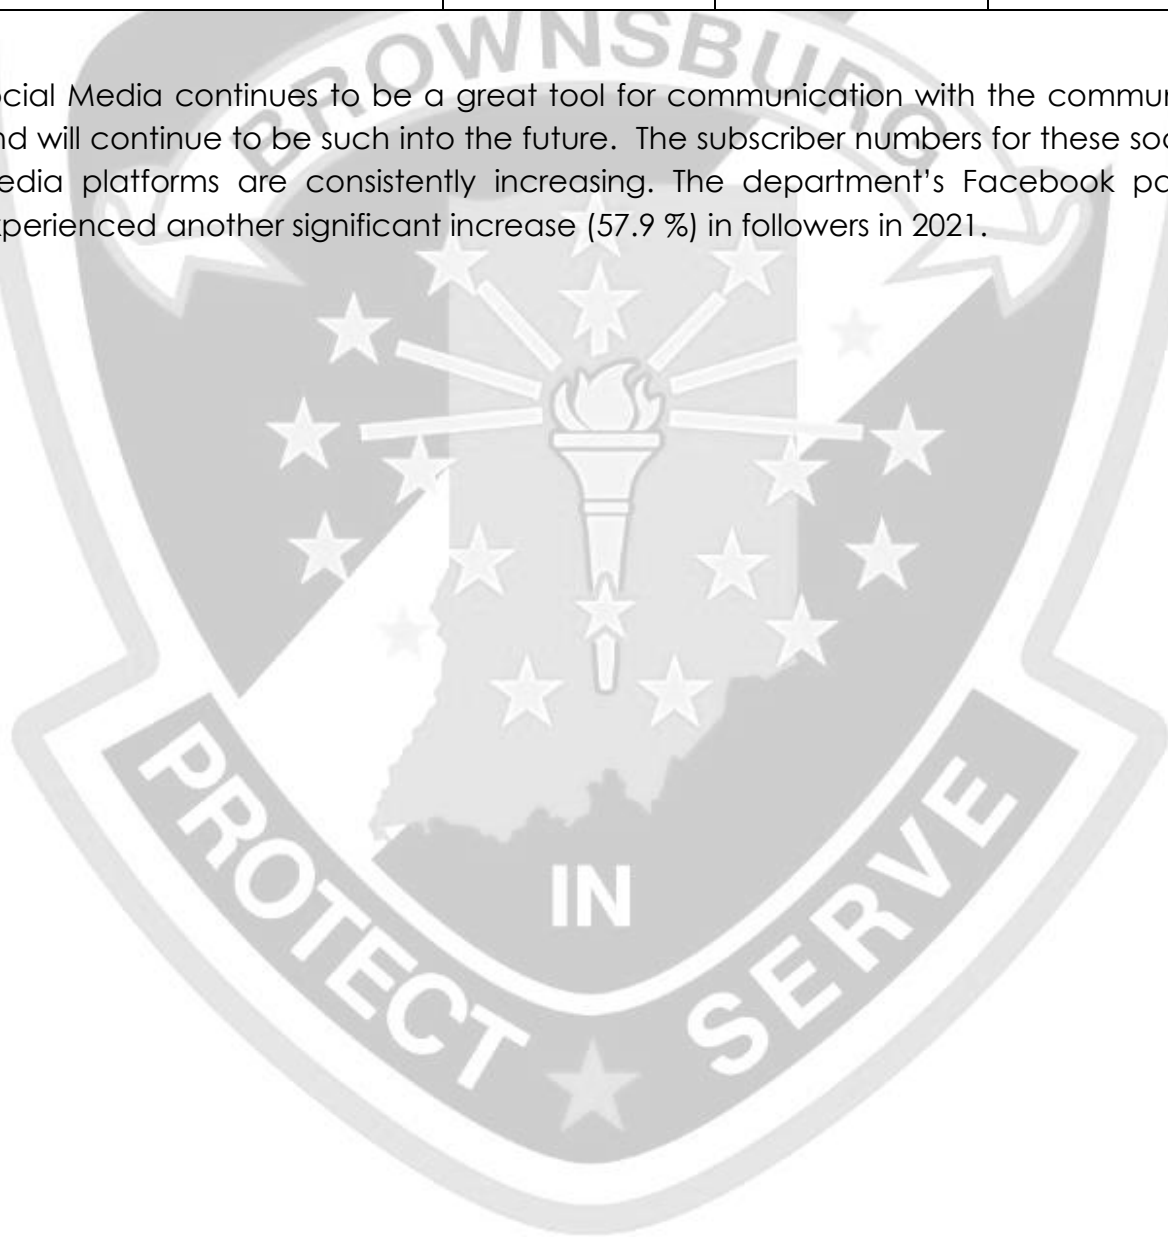 BROWNSBURG
cial Media continues to be a great tool for communication with the commun
nd will continue to be such into the future. The subscriber numbers for these soc
edia platforms are consistently increasing. The department’s Facebook pa
xperienced another significant increase (57.9 %) in followers in 2021.
IN
PROTECT SERVE